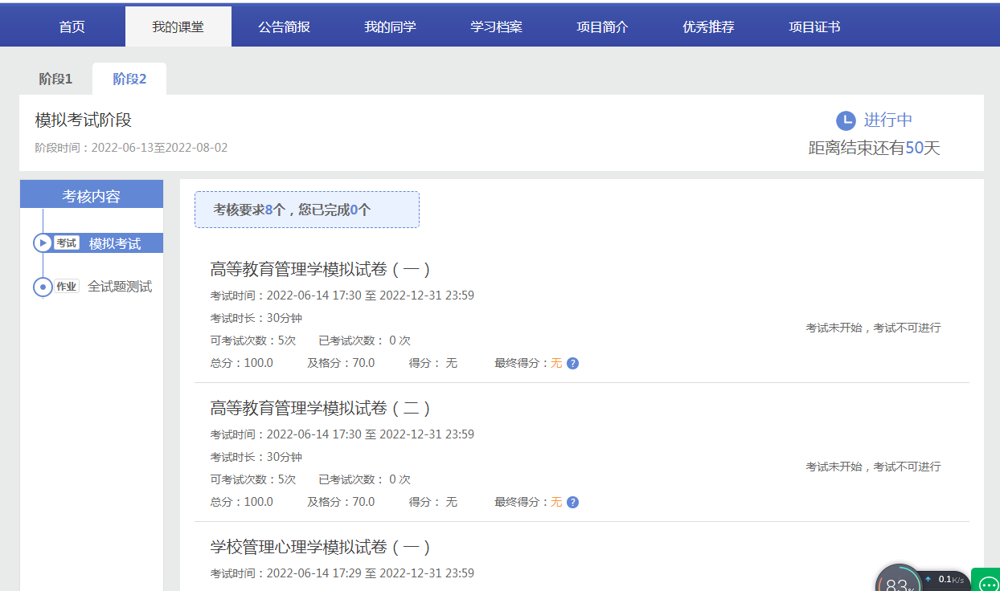 首页 我的课堂 公告简报 我的同学 学习档案 项目简介 优秀推荐 项目证书
阶段1 阶段2
模拟考试阶段
阶段时间：2022-06-13至2022-08-02
进行中
距离结束还有50天
考核内容
考试 模拟考试
作业 全试题测试
考核要求8个，您已完成0个
高等教育管理学模拟试卷（一）
考试时间：2022-06-14 17:30 至 2022-12-31 23:59
考试时长：30分钟
可考试次数：5次 已考试次数： 0 次
总分：100.0 及格分：70.0 得分： 无 最终得分：无 ?
考试未开始，考试不可进行
高等教育管理学模拟试卷（二）
考试时间：2022-06-14 17:30 至 2022-12-31 23:59
考试时长：30分钟
可考试次数：5次 已考试次数： 0 次
总分：100.0 及格分：70.0 得分： 无 最终得分：无 ?
考试未开始，考试不可进行
学校管理心理学模拟试卷（一）
考试时间：2022-06-14 17:29 至 2022-12-31 23:59
83%
0.1K/s